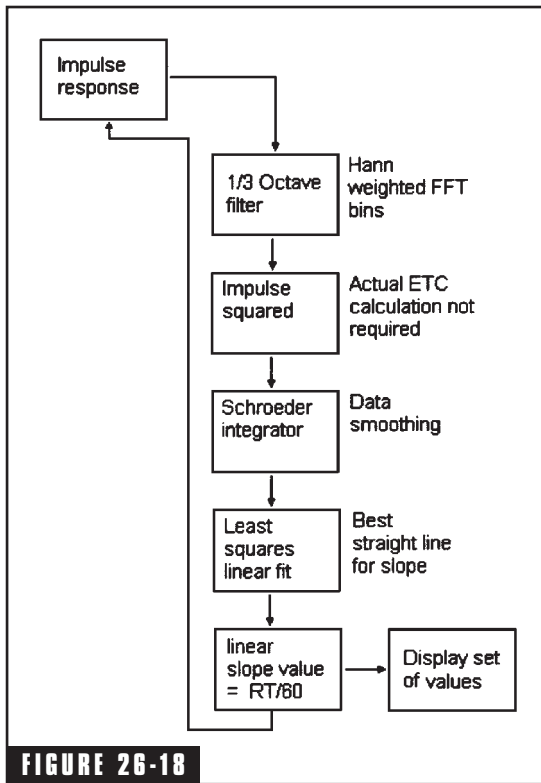 Impulse
response
1/3 Octave
filter
Hann
weighted FFT
bins
Impulse
squared
Actual ETC
calculation not
required
Schroeder
integrator
Data
smoothing
Least
squares
linear fit
Best
straight line
for slope
linear
slope value
= RT/60
Display set
of values
FIGURE 26-18